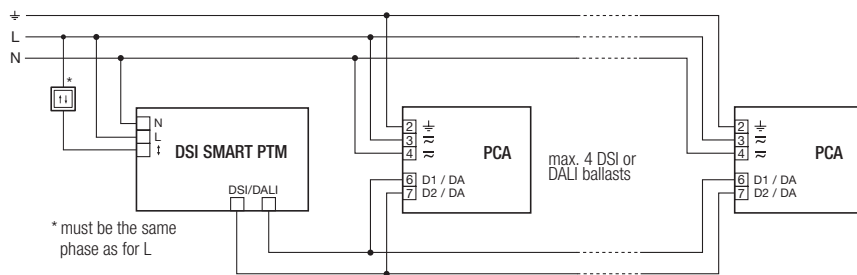 L
N
*
N
L
DSI SMART PTM
DSI/DALI
* must be the same
phase as for L
2
3
4
PCA
6 D1 / DA
7 D2 / DA
max. 4 DSI or
DALI ballasts
2
3
4
PCA
6 D1 / DA
7 D2 / DA